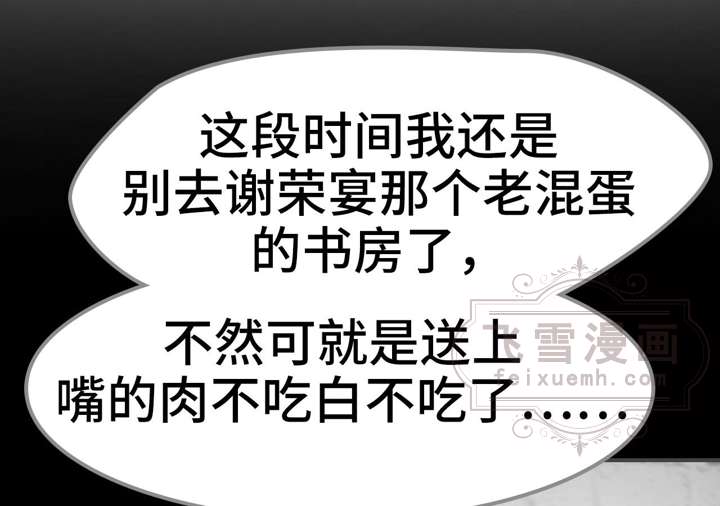 这段时间我还是
别去谢荣宴那个老混蛋
的书房了，
不然可就是送上
嘴的肉不吃白不吃了……
飞雪漫画
feixuemh.com